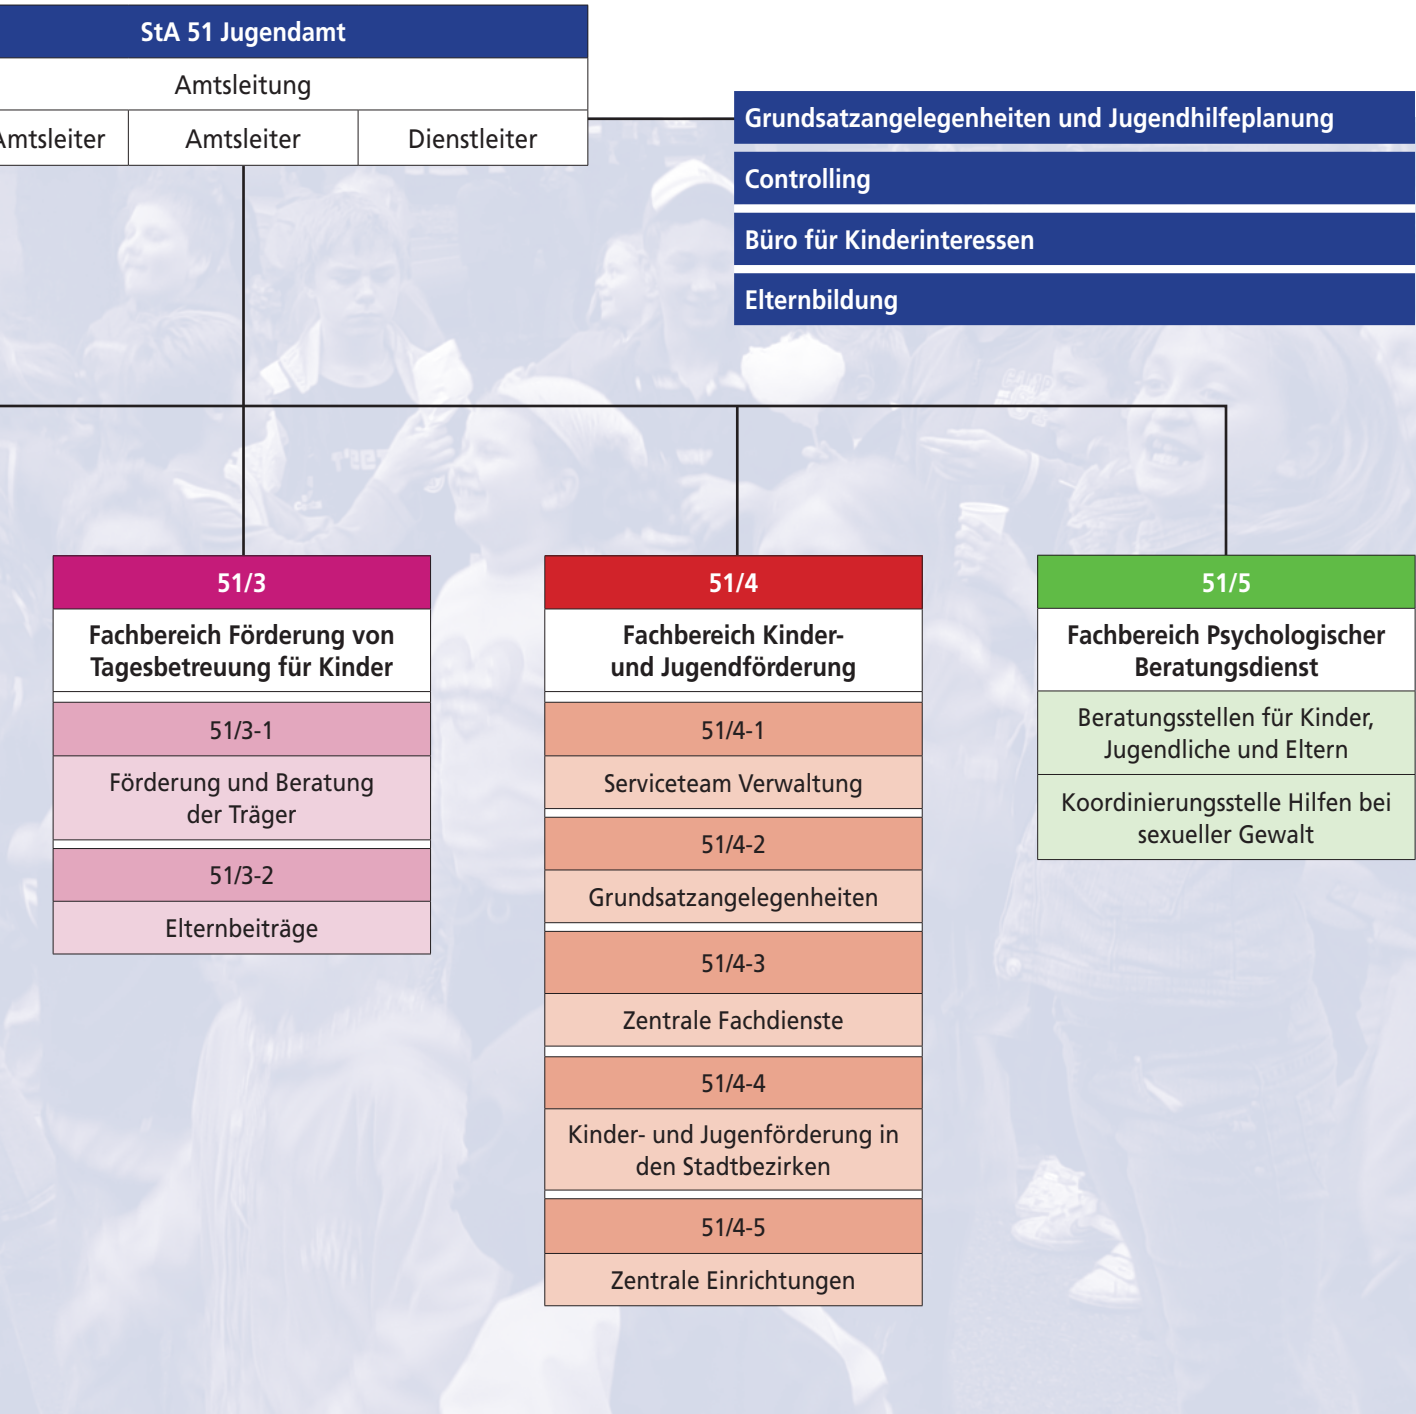 StA 51 Jugendamt
Amtsleitung
Amtsleiter
Amtsleiter
Dienstleiter
Grundsatzangelegenheiten und Jugendhilfeplanung
Controlling
Büro für Kinderinteressen
Elternbildung
51/3
Fachbereich Förderung von
Tagesbetreuung für Kinder
51/3-1
Förderung und Beratung
der Träger
51/3-2
Elternbeiträge
51/4
Fachbereich Kinder-
und Jugendförderung
51/4-1
Serviceteam Verwaltung
51/4-2
Grundsatzangelegenheiten
51/4-3
Zentrale Fachdienste
51/4-4
Kinder- und Jugenförderung in
den Stadtbezirken
51/4-5
Zentrale Einrichtungen
51/5
Fachbereich Psychologischer
Beratungsdienst
Beratungsstellen für Kinder,
Jugendliche und Eltern
Koordinierungsstelle Hilfen bei
sexueller Gewalt